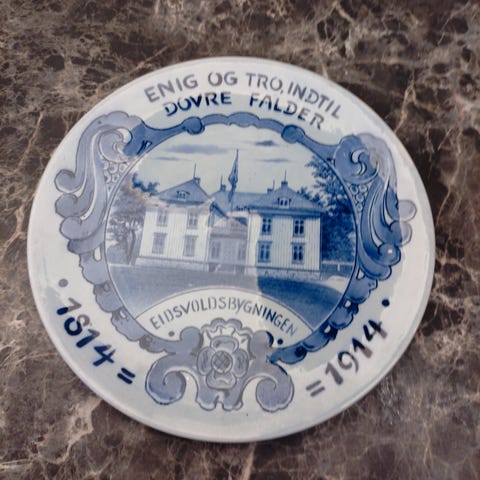 ENIG OG TRO, INDTIL
DOVRE FALDER
EIDSVOLDSBYGNINGEN
· 1814 =
= 1914 ·